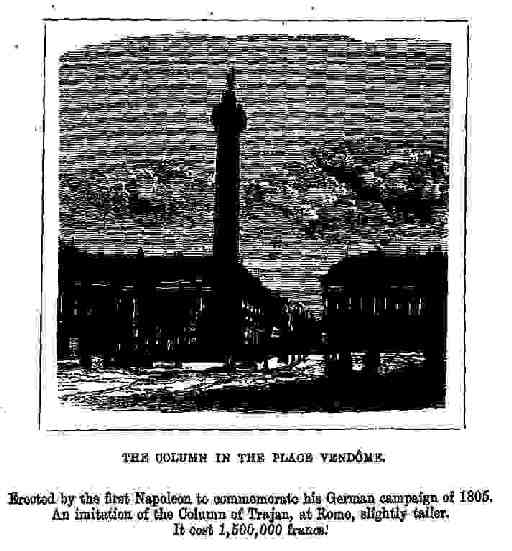 THE COLUMN IN THE PLACE VENDÔME.
Erected by the first Napoleon to commemorate his German campaign of 1805.
An imitation of the Column of Trajan, at Rome, slightly taller.
It cost 1,500,000 francs.